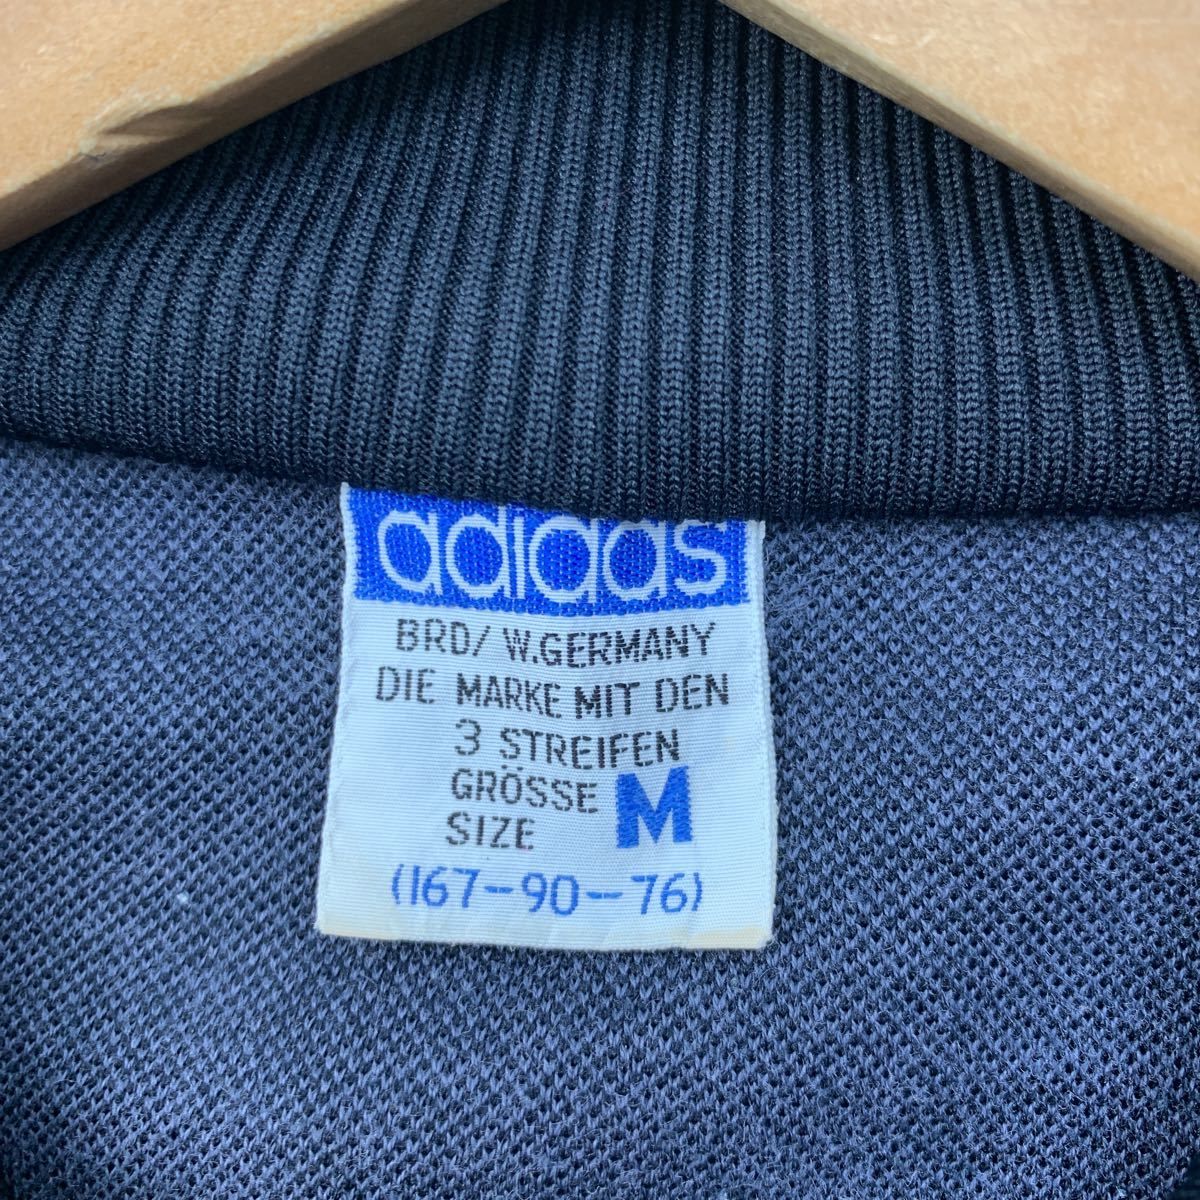 adidas
BRD/ W.GERMANY
DIE MARKE MIT DEN
3 STREIFEN
GRÖSSE M
SIZE
(167-90-76)